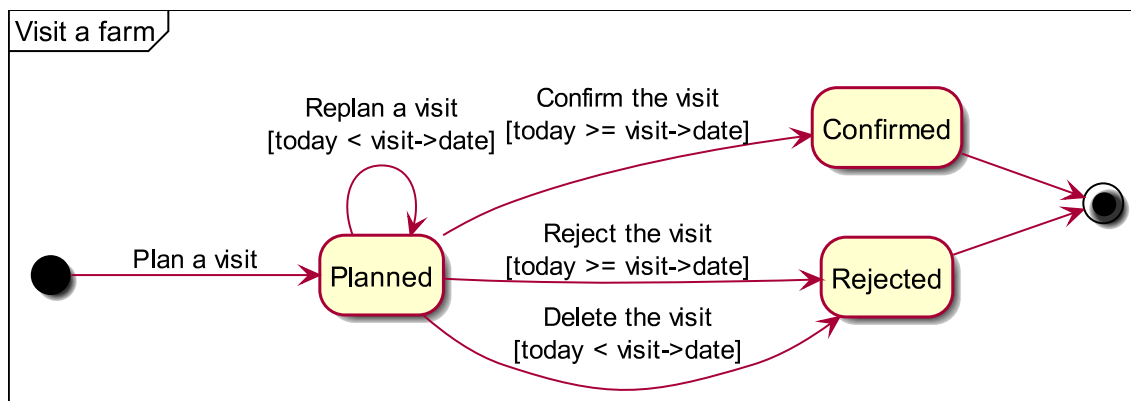 Visit a farm
Replan a visit
[today < visit->date]
Confirm the visit
[today >= visit->date]
Confirmed
Plan a visit
Planned
Reject the visit
[today >= visit->date]
Rejected
Delete the visit
[today < visit->date]